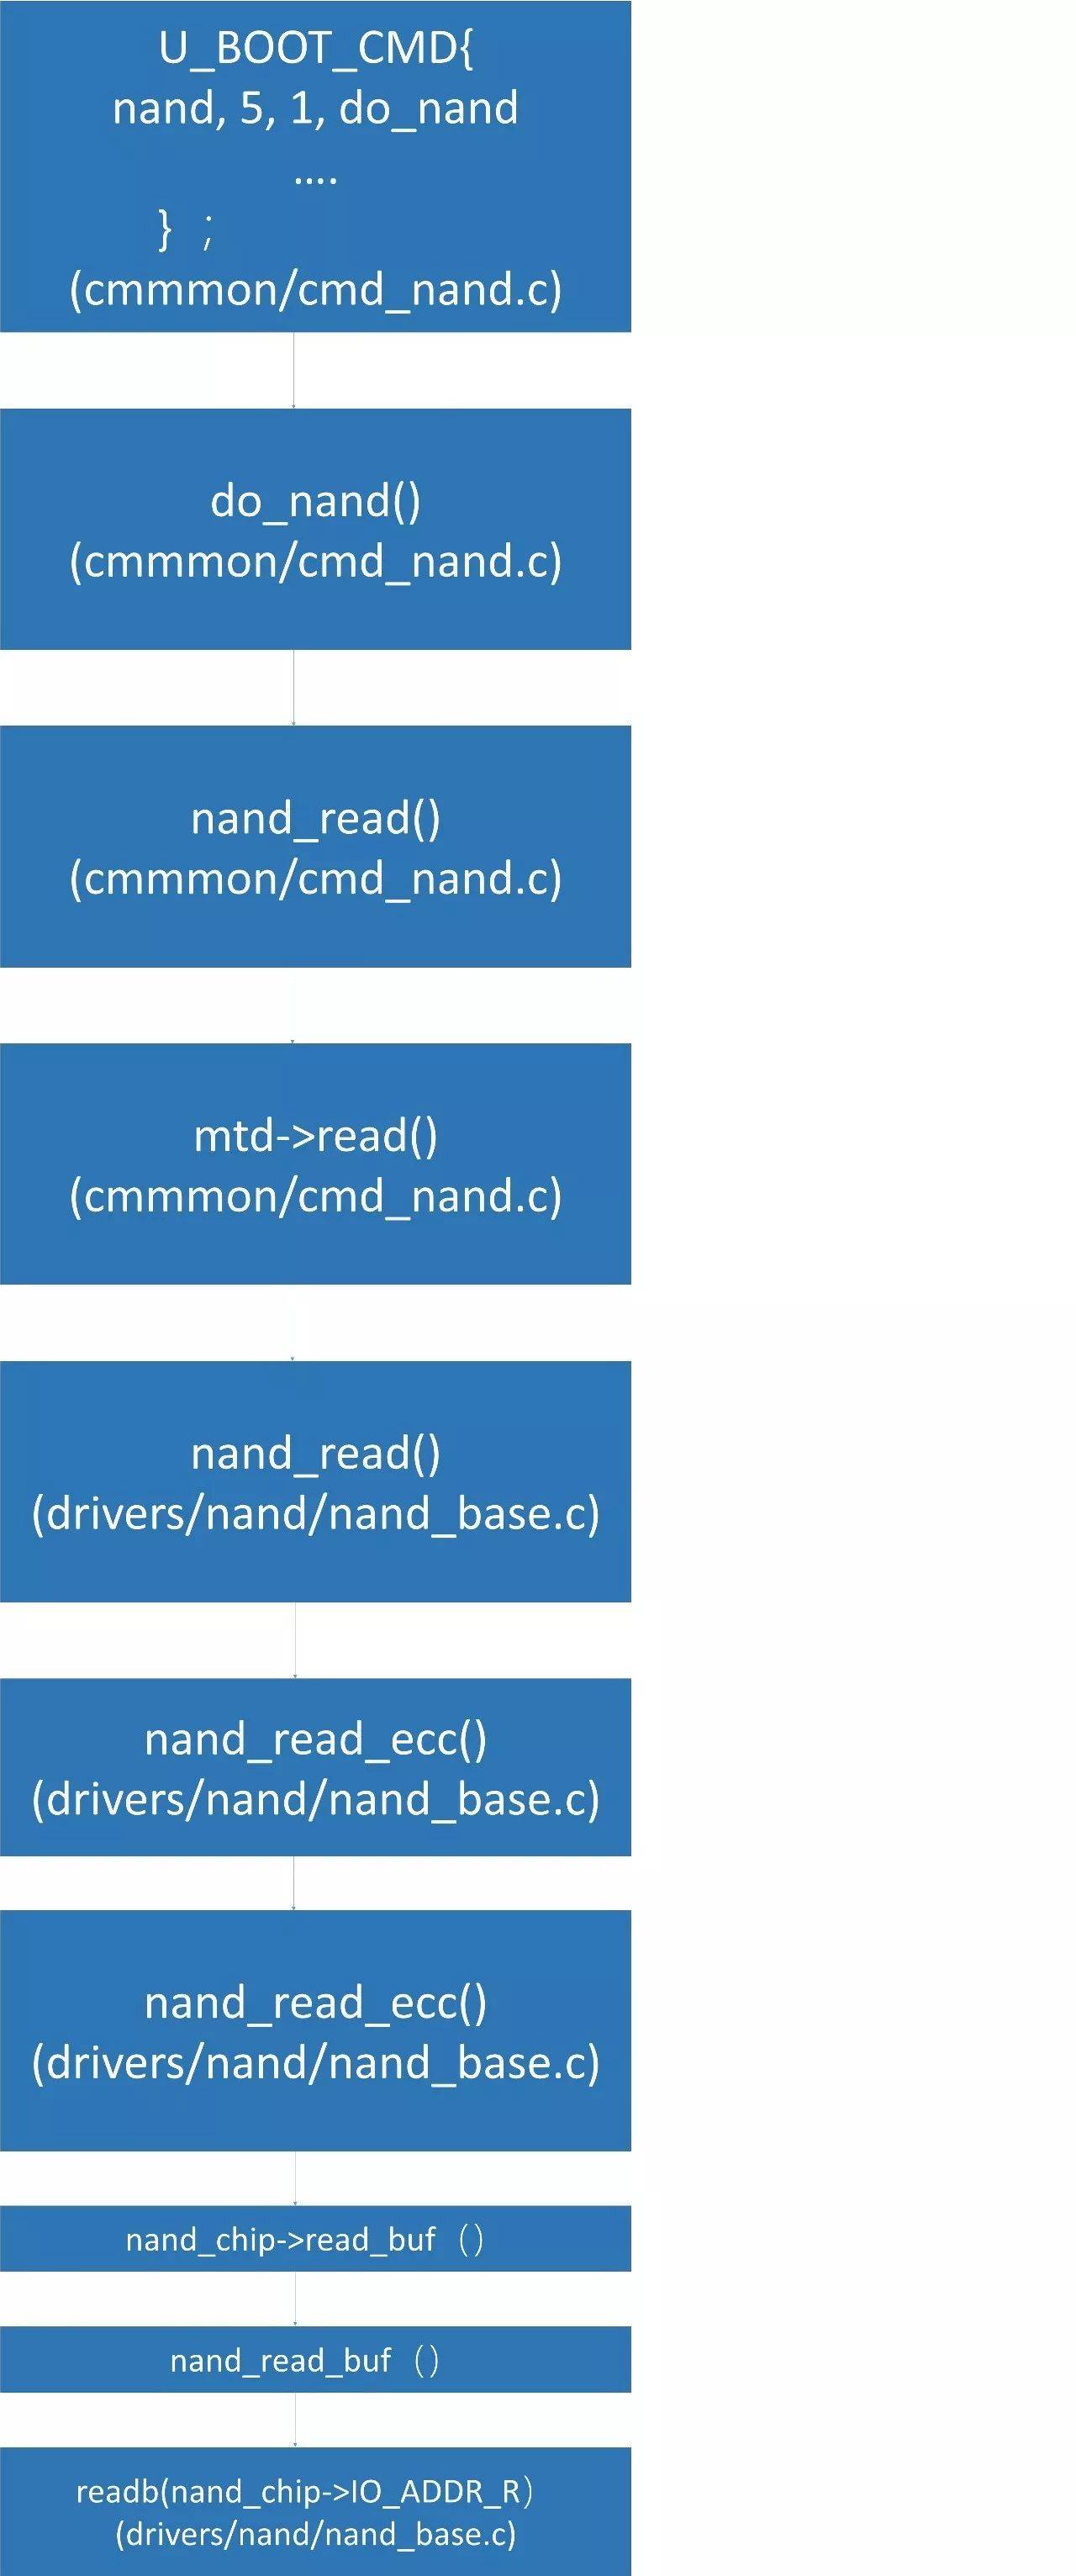 U_BOOT_CMD{
nand, 5, 1, do_nand
....
} ；
(cmmmon/cmd_nand.c)
do_nand()
(cmmmon/cmd_nand.c)
nand_read()
(cmmmon/cmd_nand.c)
mtd->read()
(cmmmon/cmd_nand.c)
nand_read()
(drivers/nand/nand_base.c)
nand_read_ecc()
(drivers/nand/nand_base.c)
nand_read_ecc()
(drivers/nand/nand_base.c)
nand_chip->read_buf （）
nand_read_buf （）
readb(nand_chip->IO_ADDR_R）
(drivers/nand/nand_base.c)